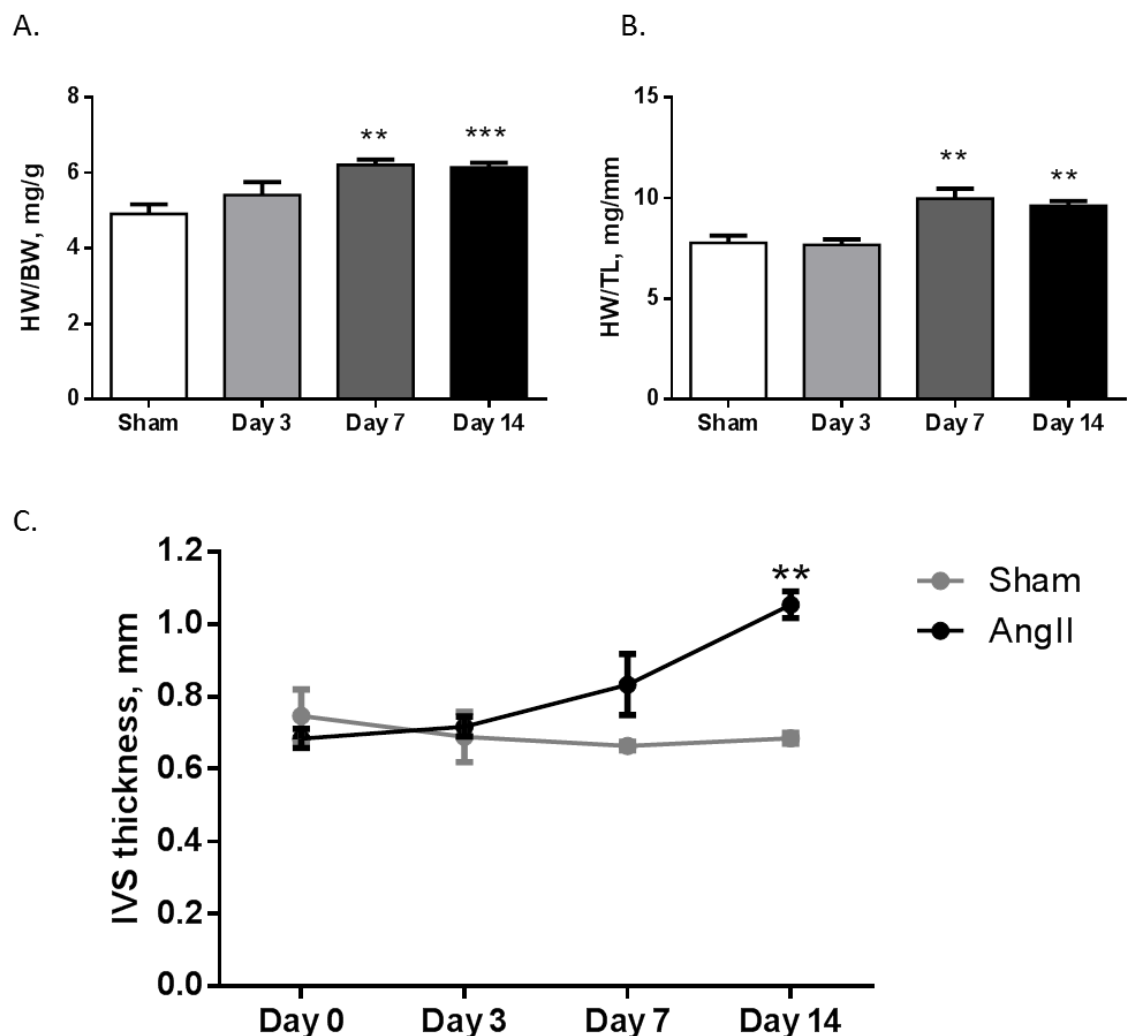 A.
HW/BW, mg/g
8
6
4
2
0
**
***
Sham
Day 3
Day 7
Day 14
B.
HW/TL, mg/mm
15
10
5
0
**
**
Sham
Day 3
Day 7
Day 14
C.
IVS thickness, mm
1.2
1.0
0.8
0.6
0.4
0.2
0.0
**
Day 0
Day 3
Day 7
Day 14
Sham
AngII